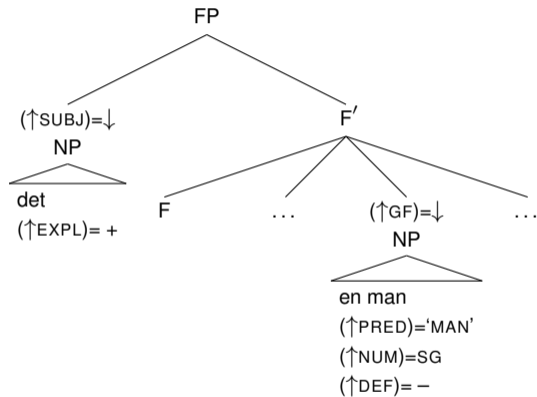 FP
(↑SUBJ)=↓
NP
det
(↑EXPL)= +
F′
F
...
(↑GF)=↓
NP
en man
(↑PRED)=‘MAN’
(↑NUM)=SG
(↑DEF)= −
...